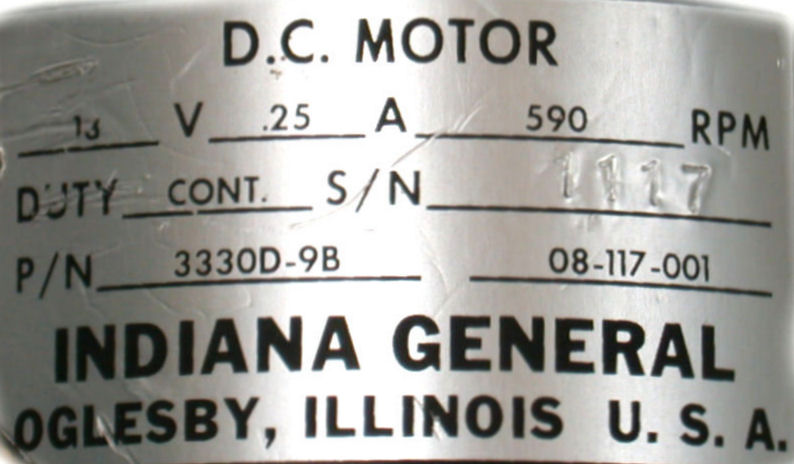 D.C. MOTOR
V .25 A 590 RPM
DUTY CONT. S/N 1117
P/N 3330D-9B 08-117-001
INDIANA GENERAL
OGLESBY, ILLINOIS U. S. A.